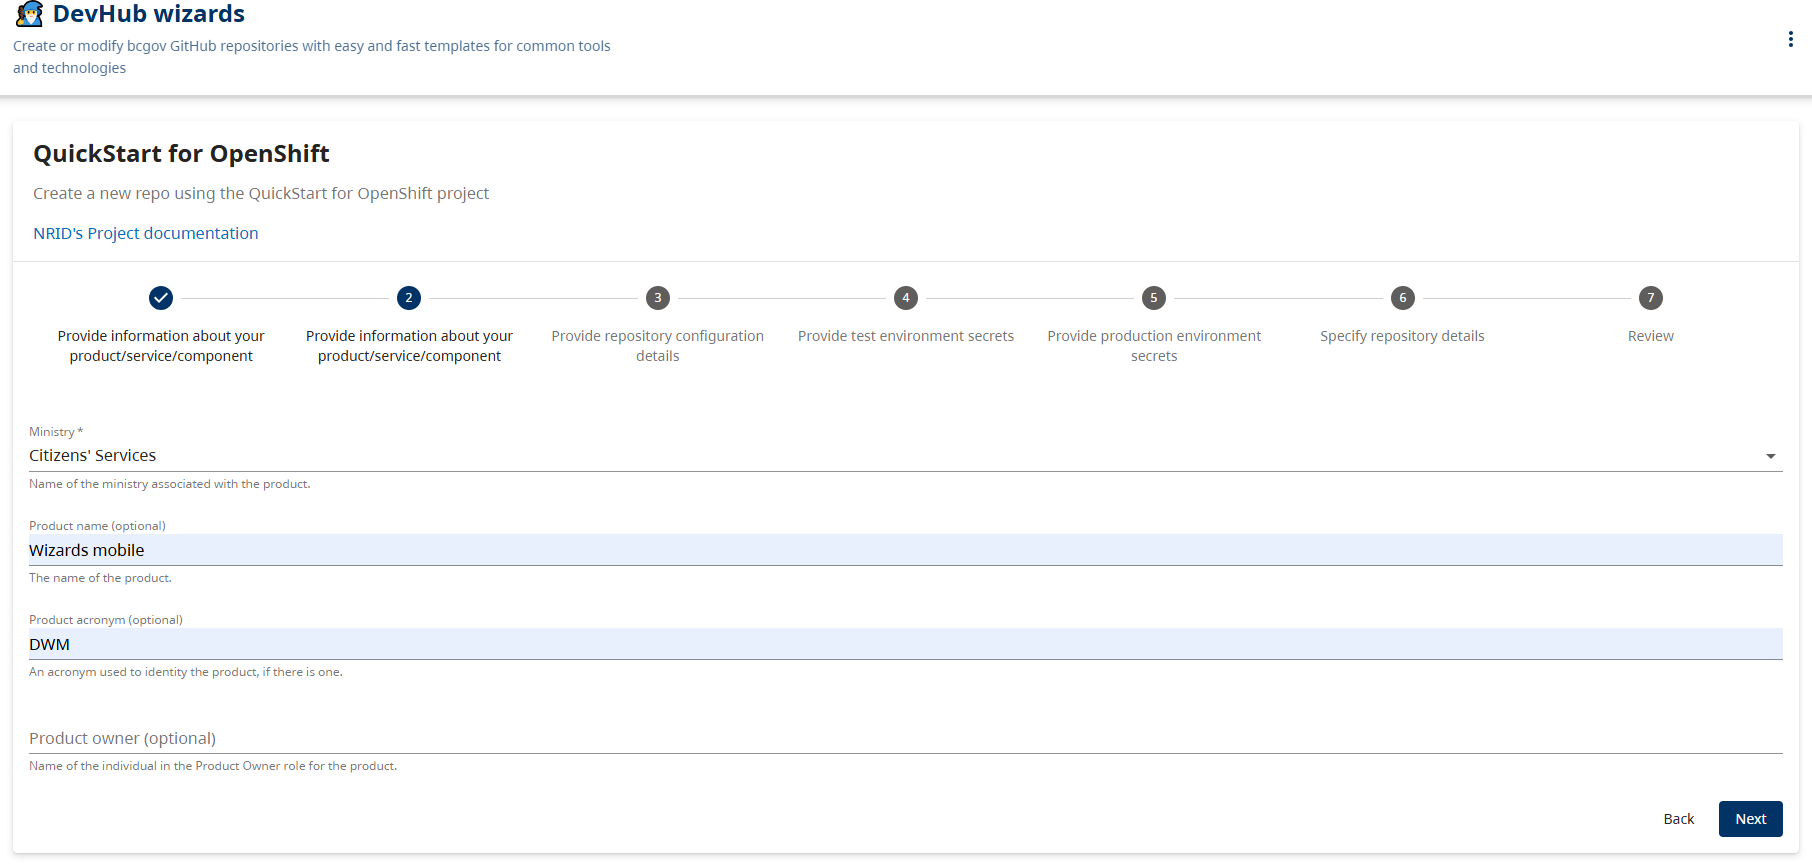 DevHub wizards
Create or modify bcgov GitHub repositories with easy and fast templates for common tools
and technologies
QuickStart for OpenShift
Create a new repo using the QuickStart for OpenShift project
NRID's Project documentation
Provide information about your
product/service/component
2
Provide information about your
product/service/component
3
Provide repository configuration
details
4
Provide test environment secrets
5
Provide production environment
secrets
6
Specify repository details
7
Review
Ministry *
Citizens' Services
Name of the ministry associated with the product.
Product name (optional)
Wizards mobile
The name of the product.
Product acronym (optional)
DWM
An acronym used to identity the product, if there is one.
Product owner (optional)
Name of the individual in the Product Owner role for the product.
Back
Next